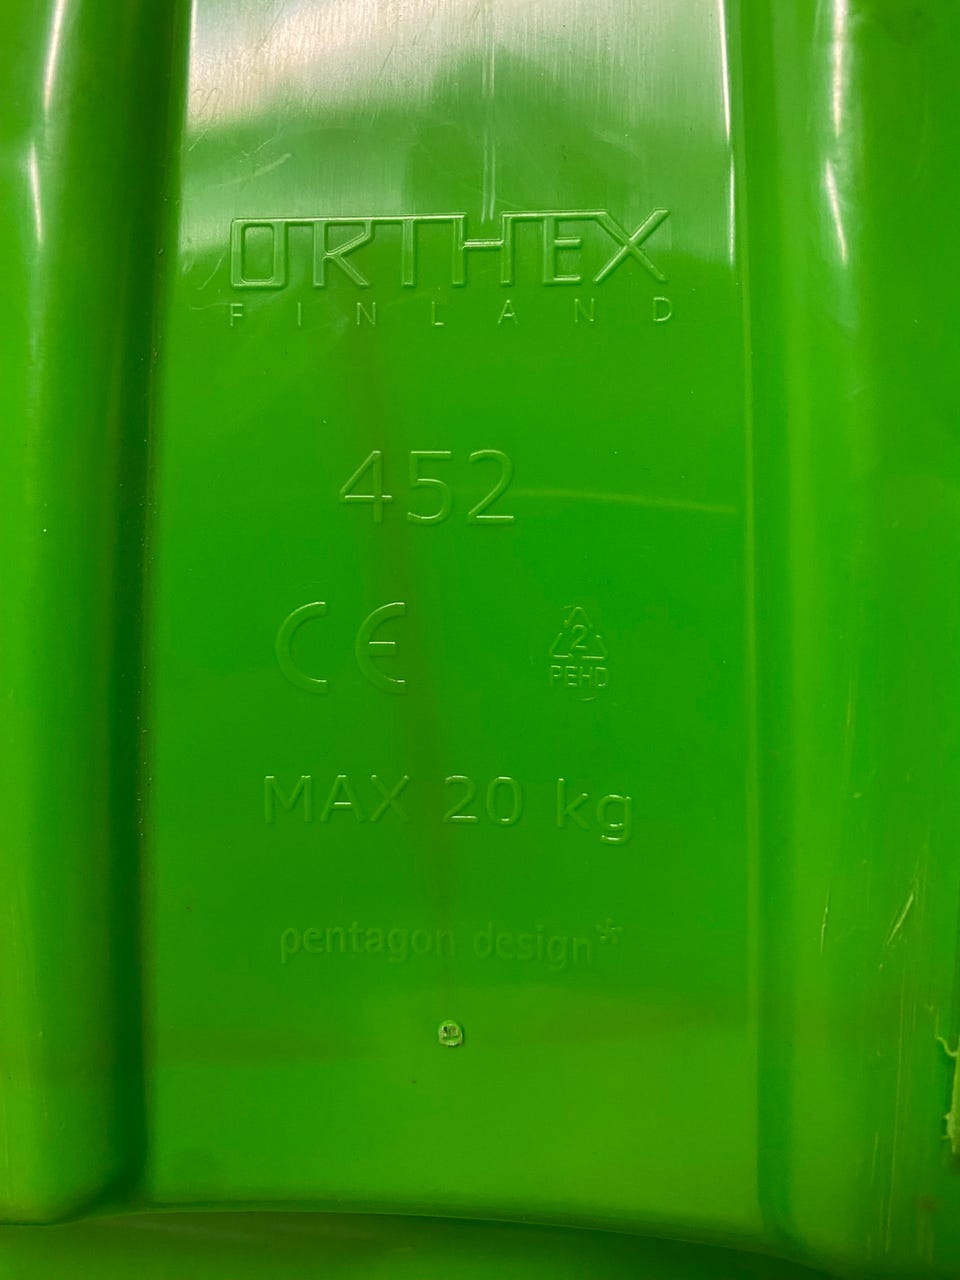 ORTHEX
FINLAND
452
CE
2
PEHD
MAX 20 kg
pentagon design*